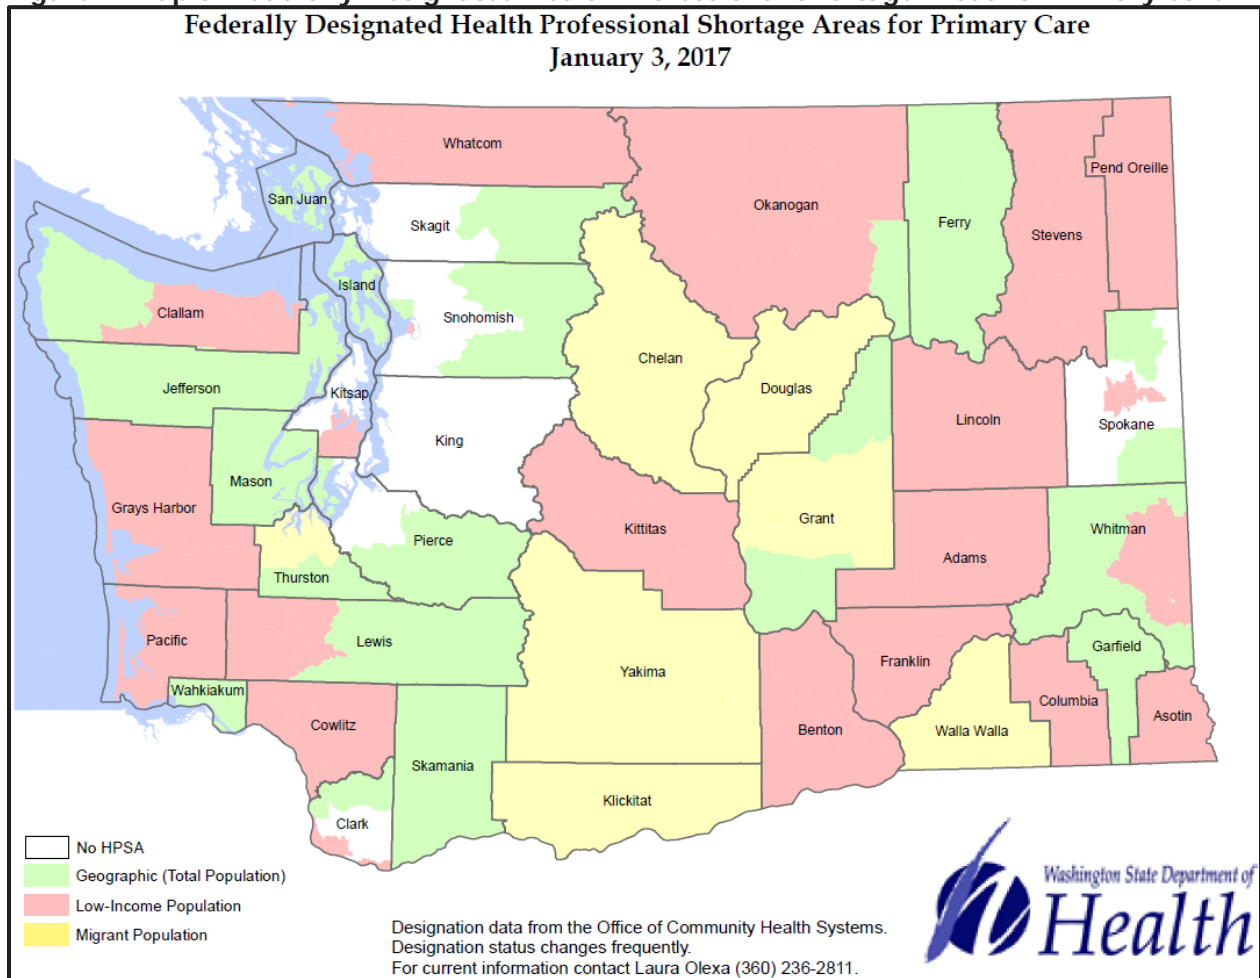 Federally Designated Health Professional Shortage Areas for Primary Care
January 3, 2017
Whatcom
Pend Oreille
San Juan
Okanogan
Skagit
Ferry
Stevens
Island
Clallam
Snohomish
Chelan
Jefferson
Douglas
Kitsap
Lincoln
Spokane
King
Mason
Grays Harbor
Grant
Kittitas
Whitman
Pierce
Adams
Thurston
Pacific
Lewis
Garfield
Yakima
Franklin
Wahkiakum
Columbia
Asotin
Cowlitz
Benton
Walla Walla
Skamania
Klickitat
Clark
No HPSA
Geographic (Total Population)
Low-Income Population
Migrant Population
Designation data from the Office of Community Health Systems.
Designation status changes frequently.
For current information contact Laura Olexa (360) 236-2811.
Washington State Department of
Health